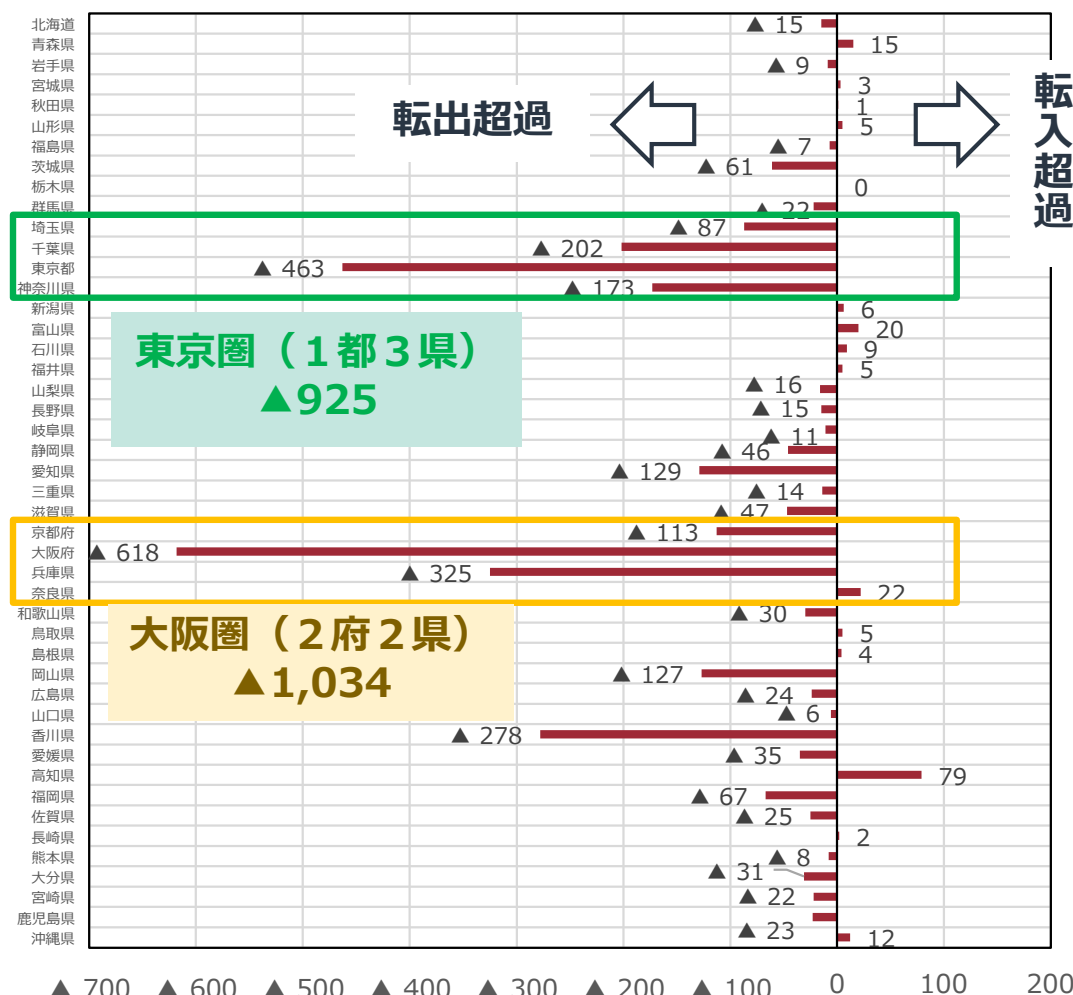 北海道 ▲ 15
青森県 15
岩手県 ▲ 9
宮城県 3
秋田県 1
山形県 5
福島県 ▲ 7
茨城県 ▲ 61
栃木県 0
群馬県 ▲ 22
埼玉県 ▲ 87
千葉県 ▲ 202
東京都 ▲ 463
神奈川県 ▲ 173
新潟県 6
富山県 20
石川県 9
福井県 5
山梨県 ▲ 16
長野県 ▲ 15
岐阜県 ▲ 11
静岡県 ▲ 46
愛知県 ▲ 129
三重県 ▲ 14
滋賀県 ▲ 47
京都府 ▲ 113
大阪府 ▲ 618
兵庫県 ▲ 325
奈良県 22
和歌山県 ▲ 30
鳥取県 5
島根県 4
岡山県 ▲ 127
広島県 ▲ 24
山口県 ▲ 6
香川県 ▲ 278
愛媛県 ▲ 35
高知県 79
福岡県 ▲ 67
佐賀県 ▲ 25
長崎県 2
熊本県 ▲ 8
大分県 ▲ 31
宮崎県 ▲ 22
鹿児島県 ▲ 23
沖縄県 12
転出超過
転入超過
東京圏（１都３県）
▲925
大阪圏（２府２県）
▲1,034
▲ 700 ▲ 600 ▲ 500 ▲ 400 ▲ 300 ▲ 200 ▲ 100 0 100 200